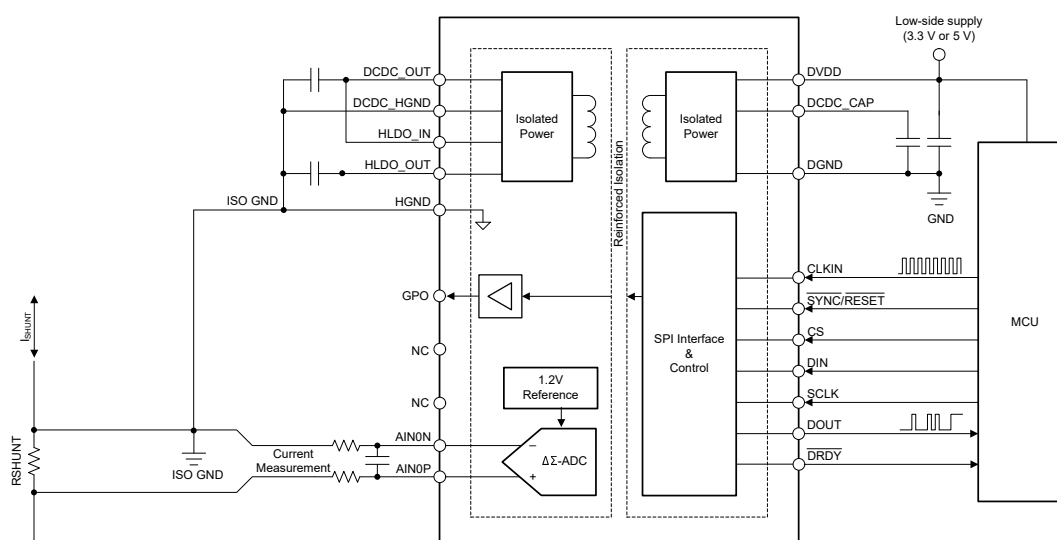 Low-side supply
(3.3 V or 5 V)
DCDC_OUT
DCDC_HGND
HLDO_IN
HLDO_OUT
ISO GND
HGND
Isolated
Power
Reinforced Isolation
Isolated
Power
DVDD
DCDC_CAP
DGND
GND
GPO
NC
NC
I_SHUNT
RSHUNT
ISO GND
Current
Measurement
AIN0N
AIN0P
1.2V
Reference
ΔΣ-ADC
SPI Interface
&
Control
CLKIN
SYNC/RESET
CS
DIN
SCLK
DOUT
DRDY
MCU